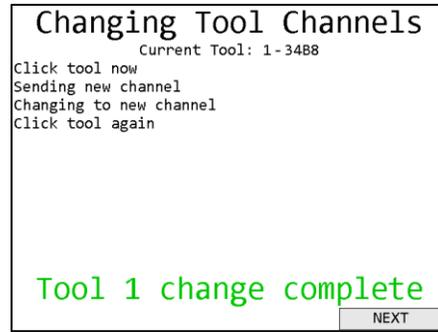 Changing Tool Channels
Current Tool: 1-34B8
Click tool now
Sending new channel
Changing to new channel
Click tool again
Tool 1 change complete
NEXT